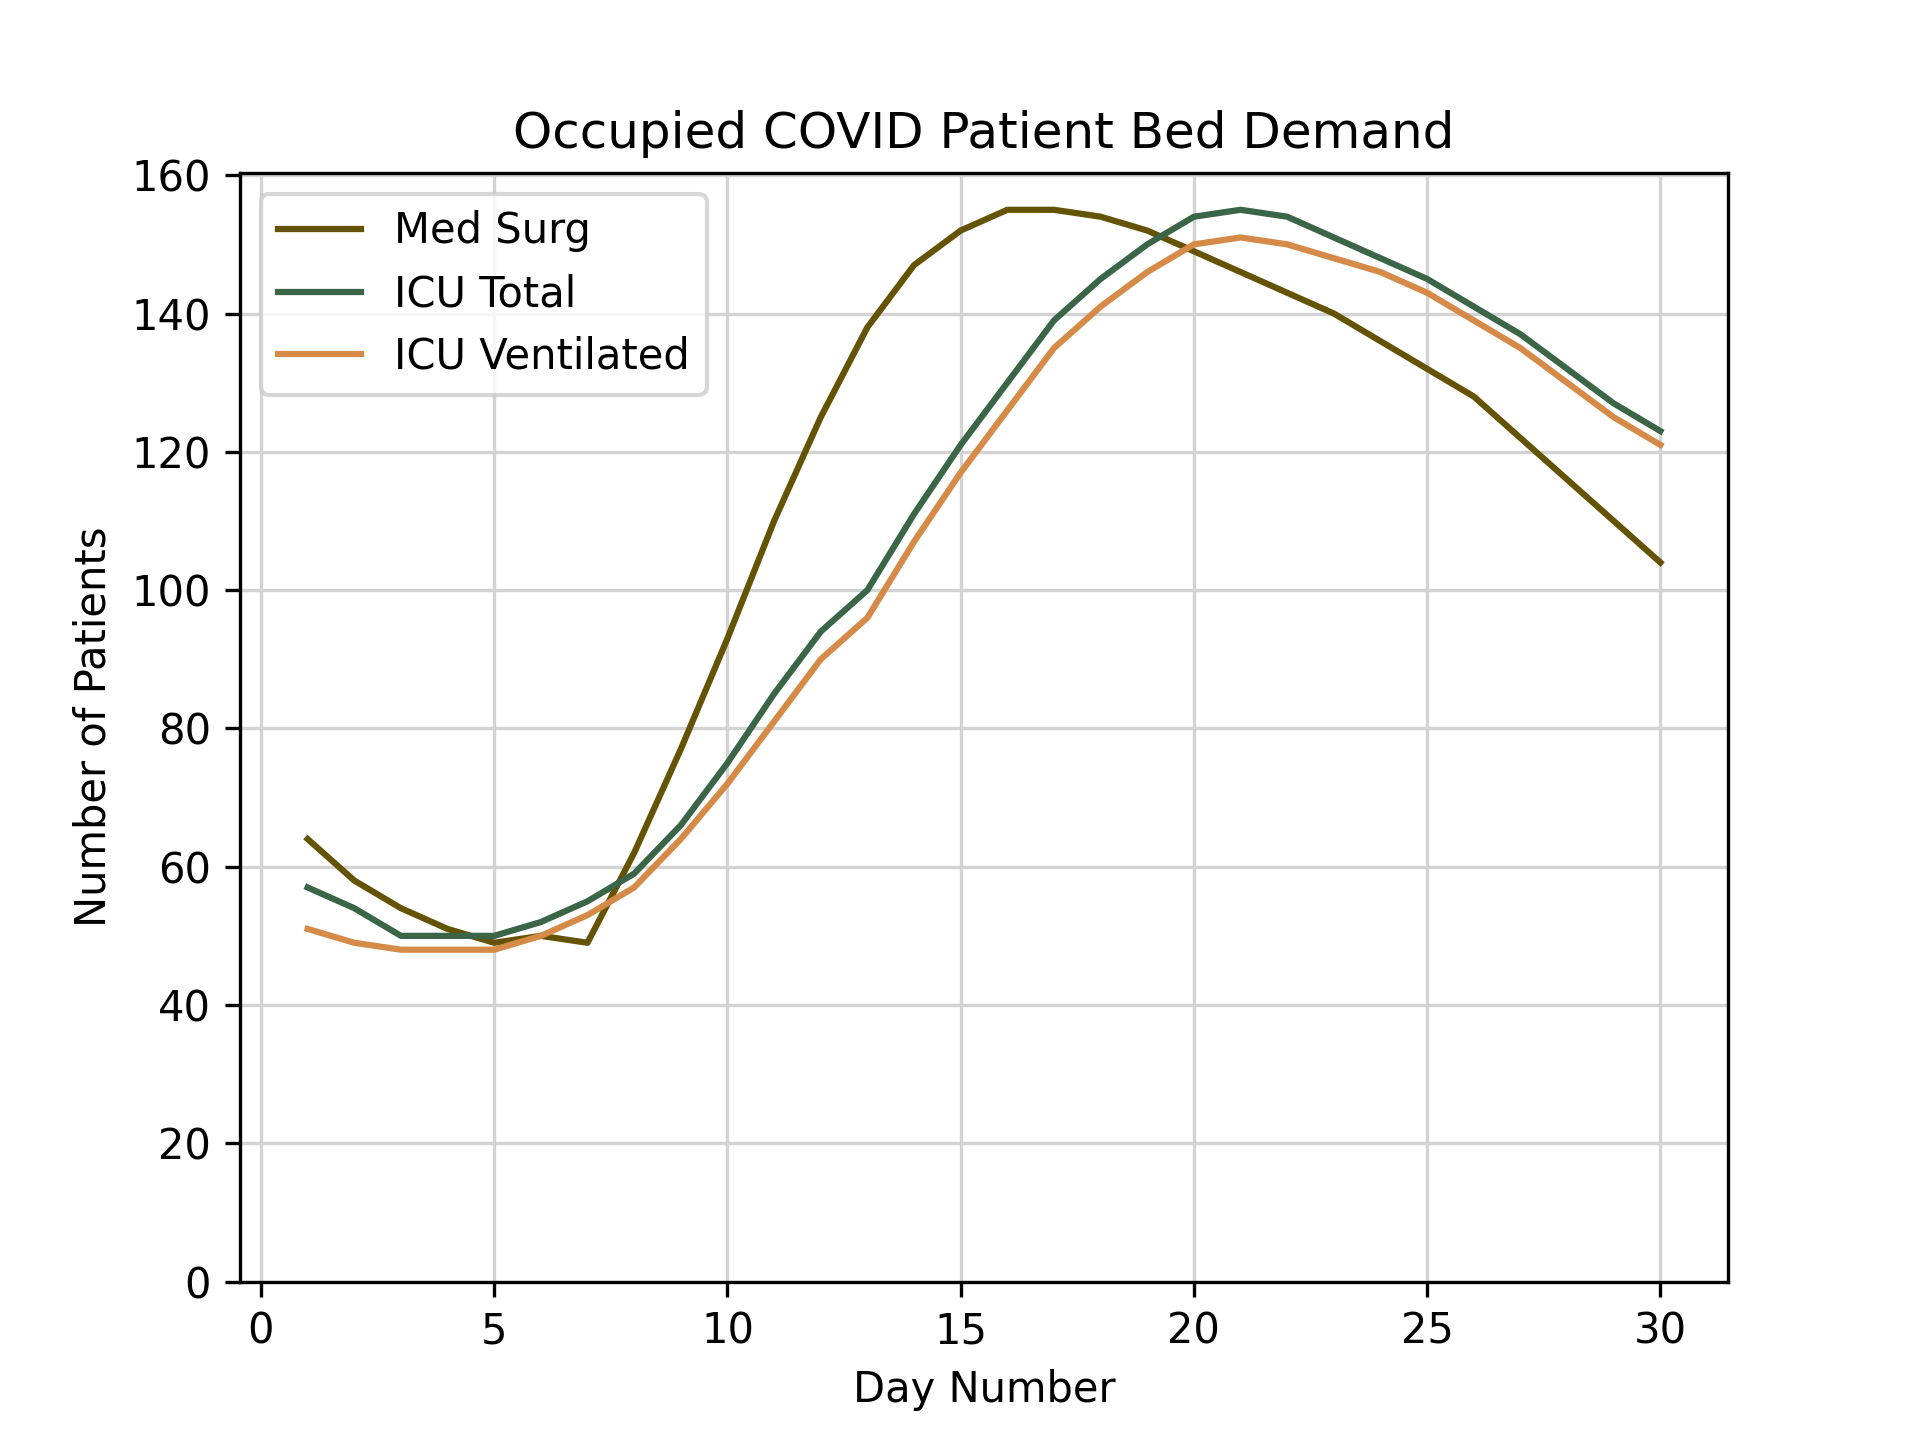 Occupied COVID Patient Bed Demand
160
140
120
100
80
60
40
20
0
Number of Patients
Med Surg
ICU Total
ICU Ventilated
0 5 10 15 20 25 30
Day Number